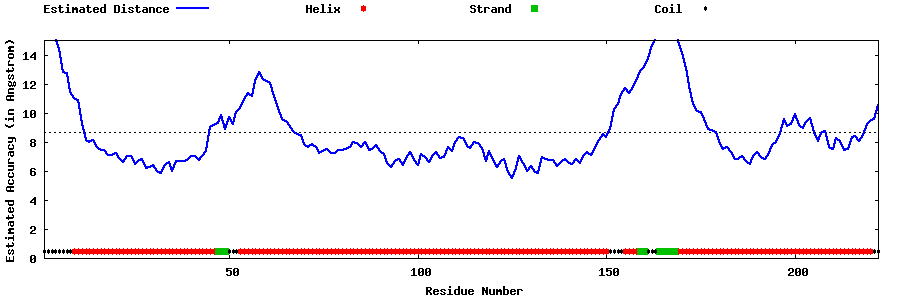 Estimated Distance Helix Strand Coil
Estimated Accuracy (in Angstrom)
14
12
10
8
6
4
2
0
50 100 150 200
Residue Number